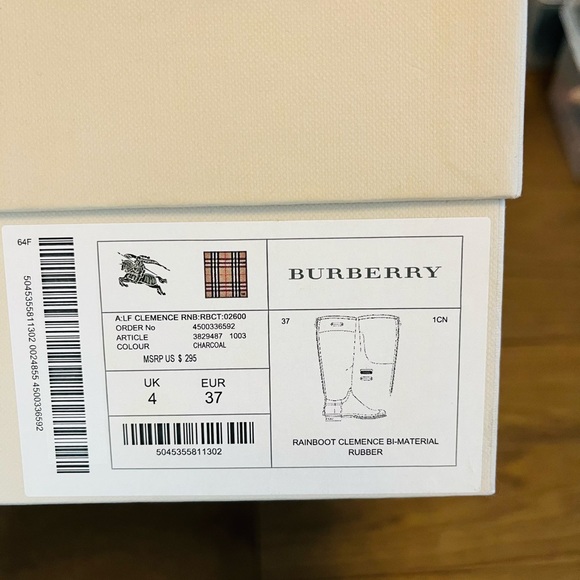 64F
5045355811302 0024855 4500336592
BURBERRY
A:LF CLEMENCE RNB:RBCT:02600
ORDER No 4500336592
ARTICLE 3829487 1003
COLOUR CHARCOAL
MSRP US $ 295
UK EUR
4 37
5045355811302
37 1CN
RAINBOOT CLEMENCE BI-MATERIAL
RUBBER